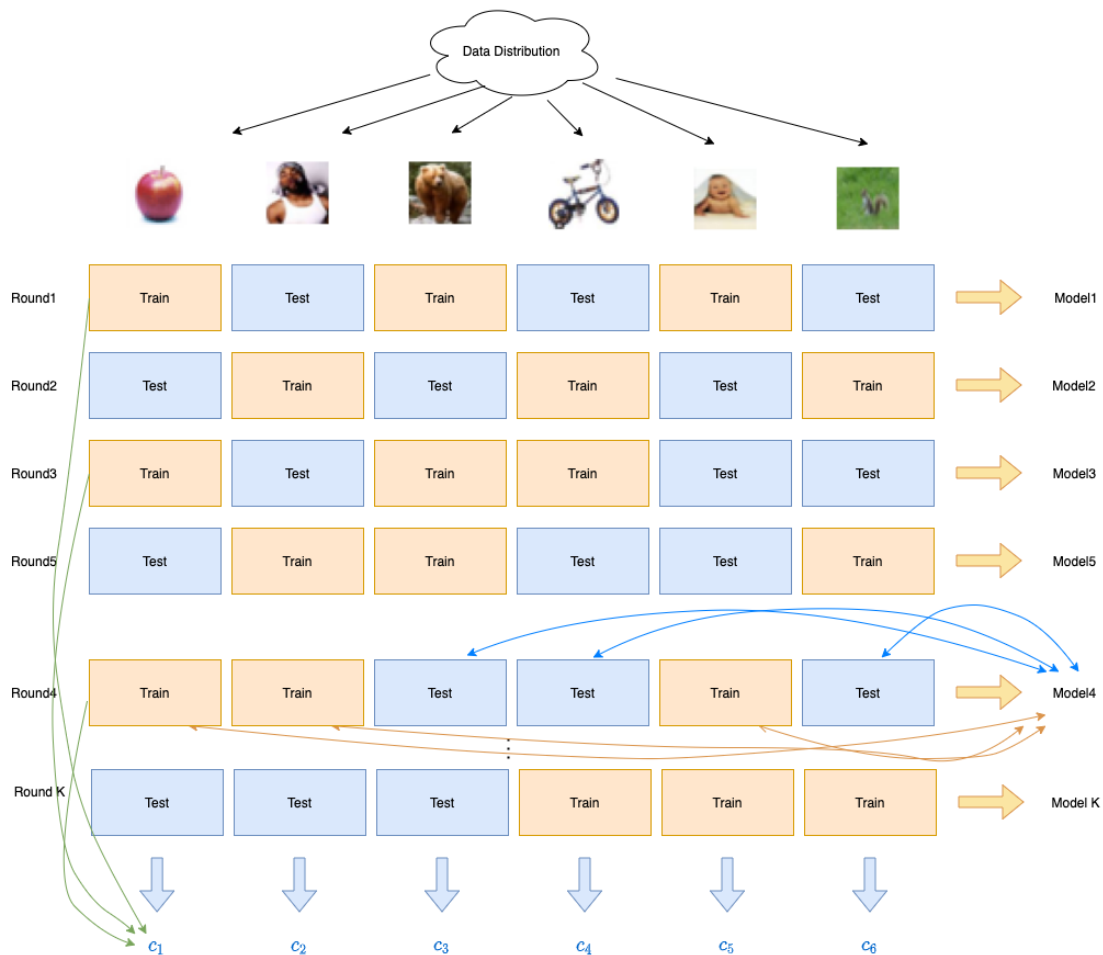 Data Distribution
Round1 Train Test Train Test Train Test Model1
Round2 Test Train Test Train Test Train Model2
Round3 Train Test Train Train Test Test Model3
Round5 Test Train Train Test Test Train Model5
Round4 Train Train Test Test Train Test Model4
Round K Test Test Test Train Train Train Model K
c₁ c₂ c₃ c₄ c₅ c₆